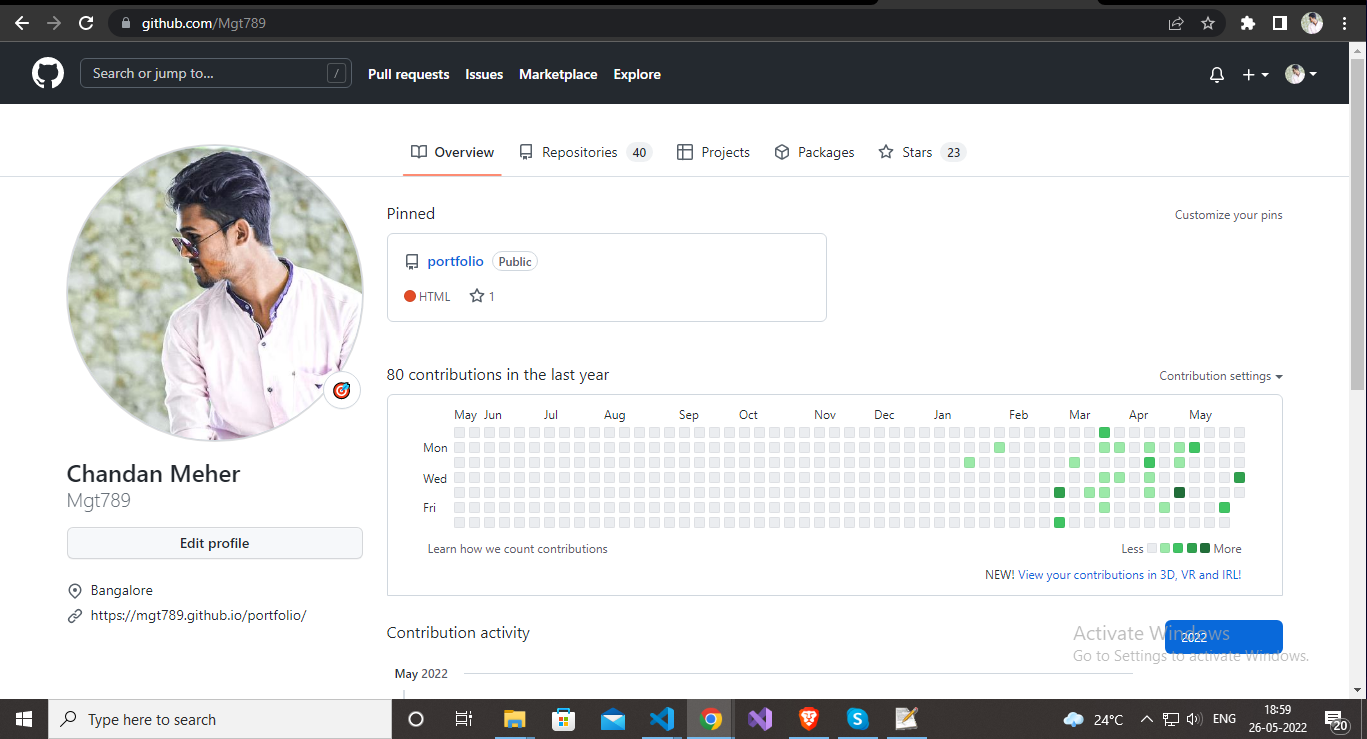 github.com/Mgt789
Search or jump to... /
Pull requests Issues Marketplace Explore
Overview Repositories 40 Projects Packages Stars 23
Pinned Customize your pins
portfolio Public
HTML 1
80 contributions in the last year Contribution settings
May Jun Jul Aug Sep Oct Nov Dec Jan Feb Mar Apr May
Mon
Wed
Fri
Learn how we count contributions Less More
NEW! View your contributions in 3D, VR and IRL!
Chandan Meher
Mgt789
Edit profile
Bangalore
https://mgt789.github.io/portfolio/
Contribution activity
2022
May 2022
Activate Windows
Go to Settings to activate Windows.
Type here to search
24°C ENG
18:59
26-05-2022
20